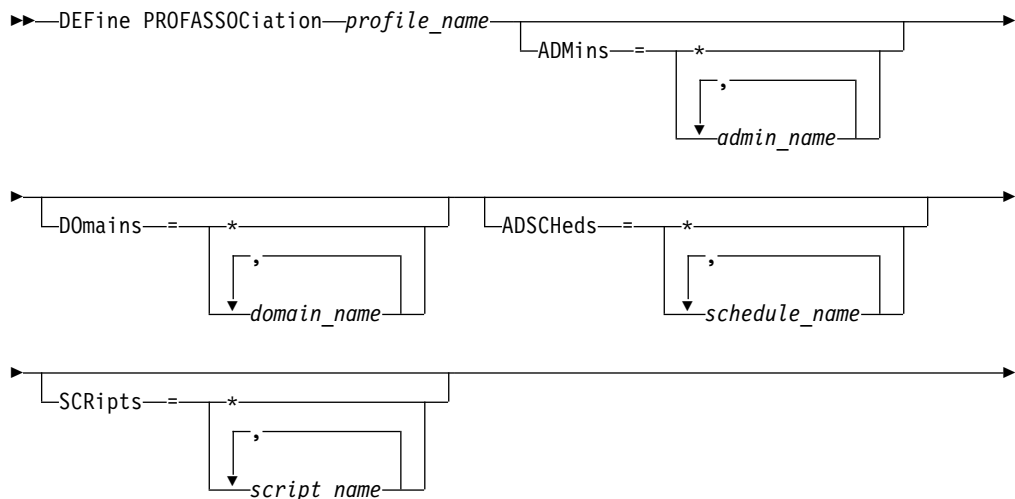 DEFine PROFASSOCiation profile_name
ADMins = *
,
admin_name
DOmains = * ADSCHeds = *
, ,
domain_name schedule_name
SCRipts = *
,
script_name